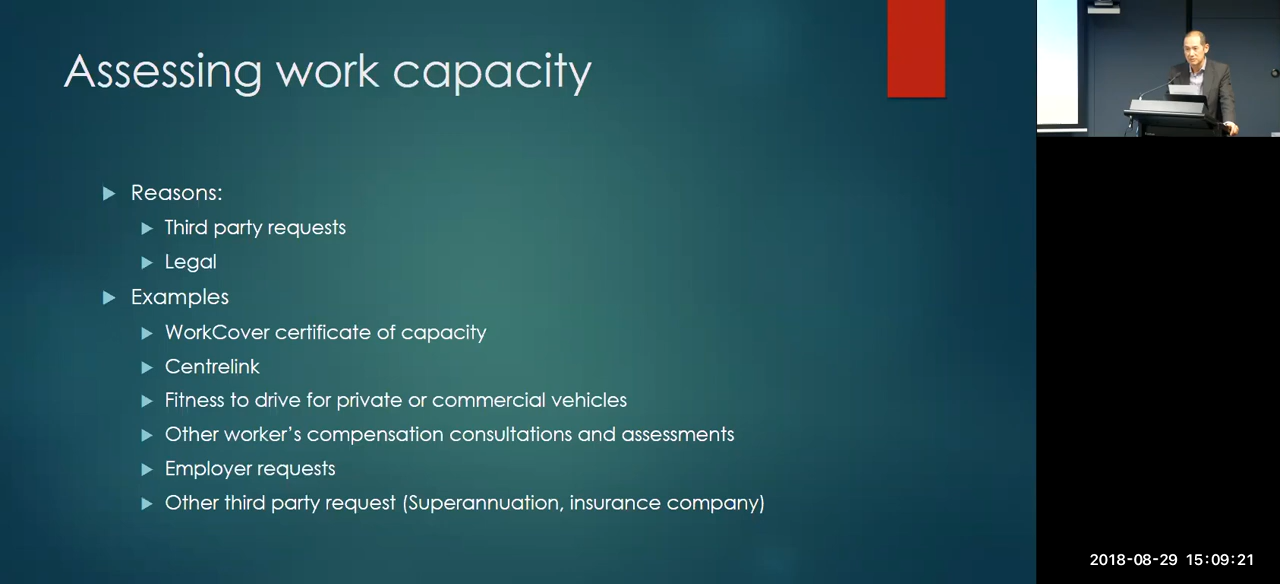 Assessing work capacity
Reasons:
Third party requests
Legal
Examples
WorkCover certificate of capacity
Centrelink
Fitness to drive for private or commercial vehicles
Other worker's compensation consultations and assessments
Employer requests
Other third party request (Superannuation, insurance company)
2018-08-29 15:09:21